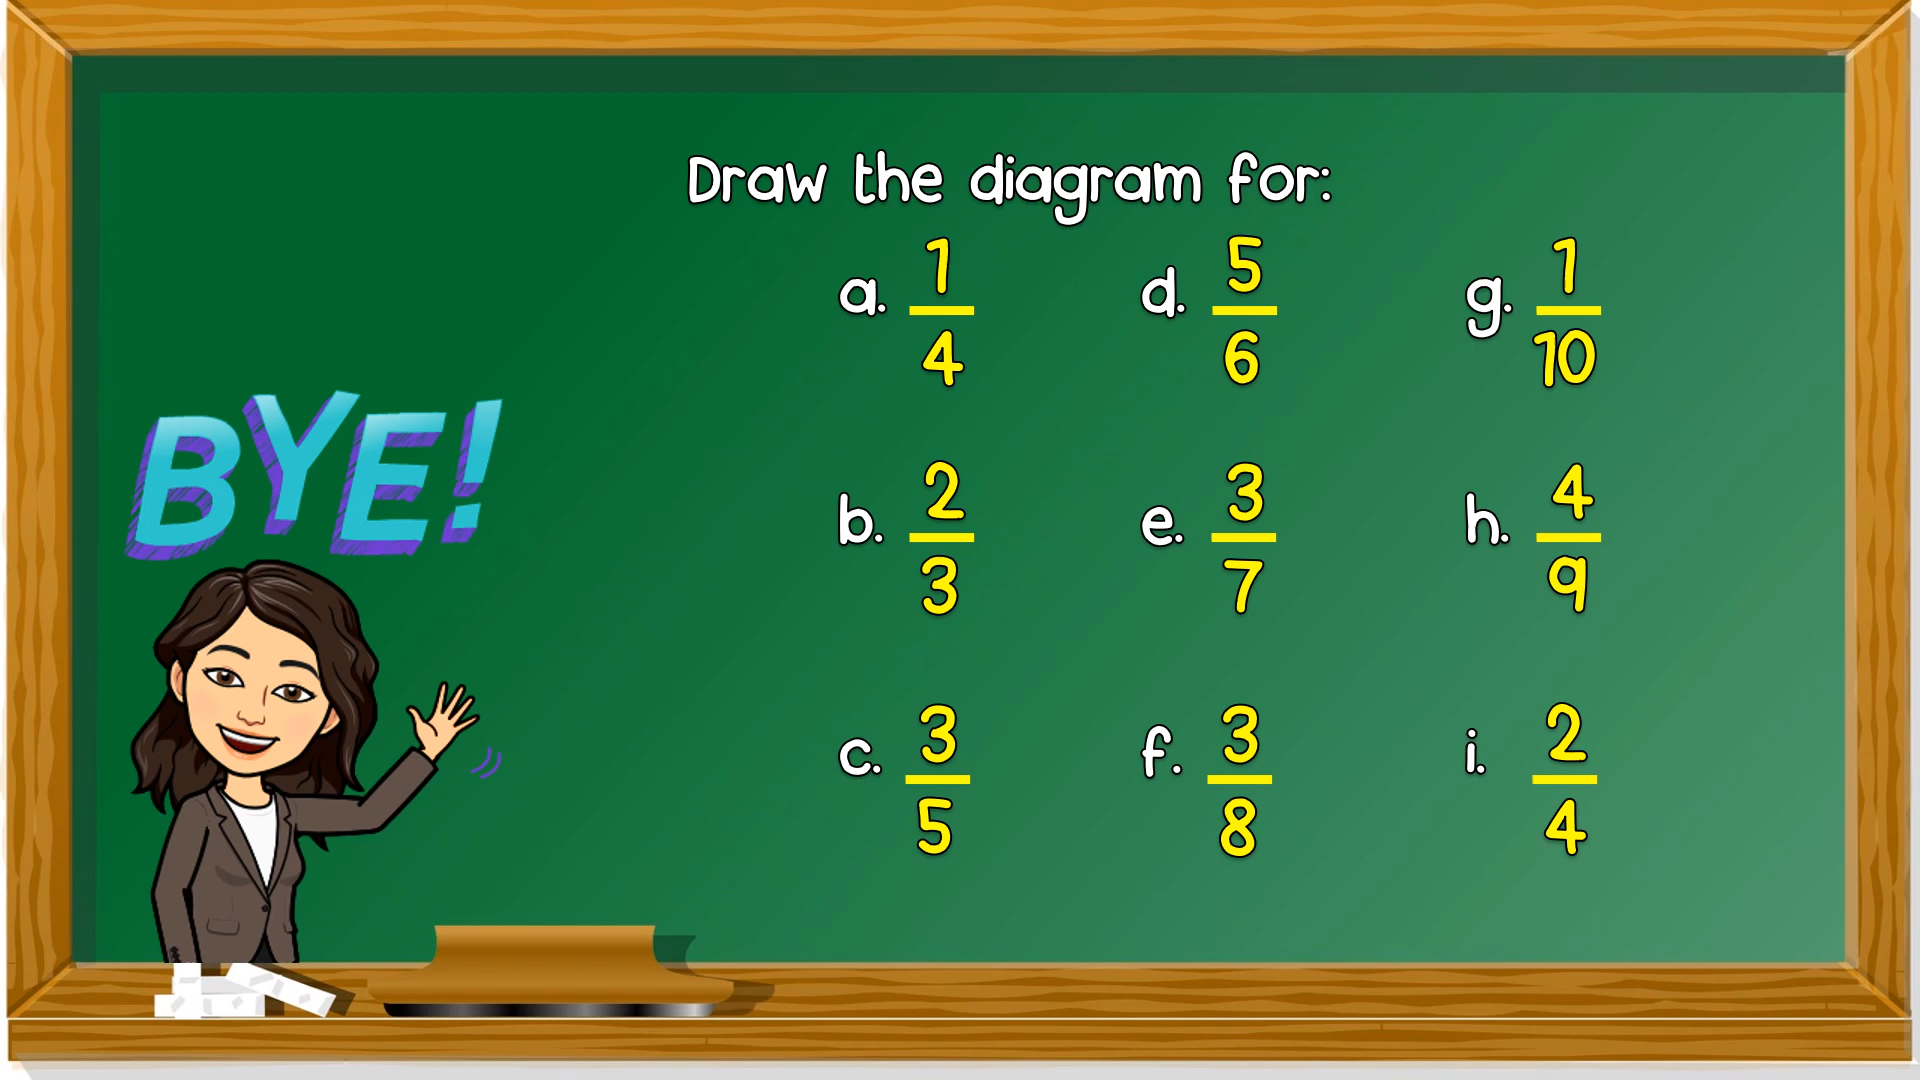 Draw the diagram for:
a. 1/4
d. 5/6
g. 1/10
b. 2/3
e. 3/7
h. 4/9
c. 3/5
f. 3/8
i. 2/4
BYE!